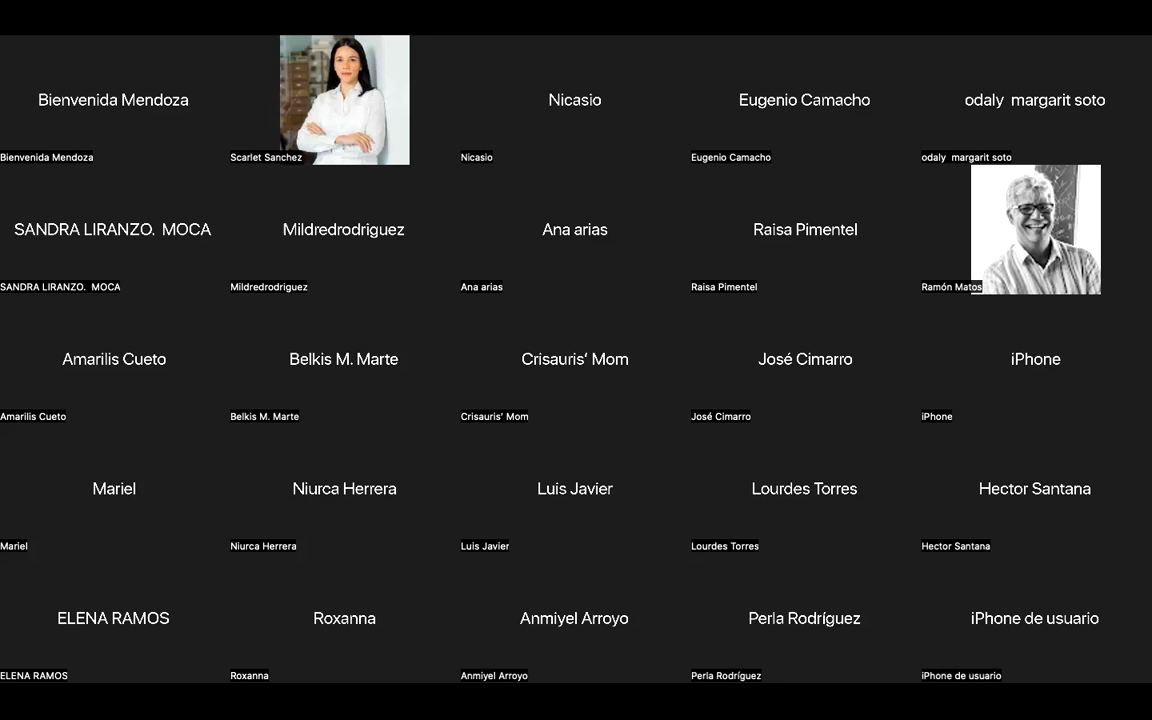 Bienvenida Mendoza
Nicasio
Eugenio Camacho
odaly  margarit soto
Bienvenida Mendoza
Scarlet Sanchez
Nicasio
Eugenio Camacho
odaly  margarit soto
SANDRA LIRANZO.  MOCA
Mildredrodriguez
Ana arias
Raisa Pimentel
SANDRA LIRANZO.  MOCA
Mildredrodriguez
Ana arias
Raisa Pimentel
Ramón Matos
Amarilis Cueto
Belkis M. Marte
Crisauris' Mom
José Cimarro
iPhone
Amarilis Cueto
Belkis M. Marte
Crisauris' Mom
José Cimarro
iPhone
Mariel
Niurca Herrera
Luis Javier
Lourdes Torres
Hector Santana
Mariel
Niurca Herrera
Luis Javier
Lourdes Torres
Hector Santana
ELENA RAMOS
Roxanna
Anmiyel Arroyo
Perla Rodríguez
iPhone de usuario
ELENA RAMOS
Roxanna
Anmiyel Arroyo
Perla Rodríguez
iPhone de usuario